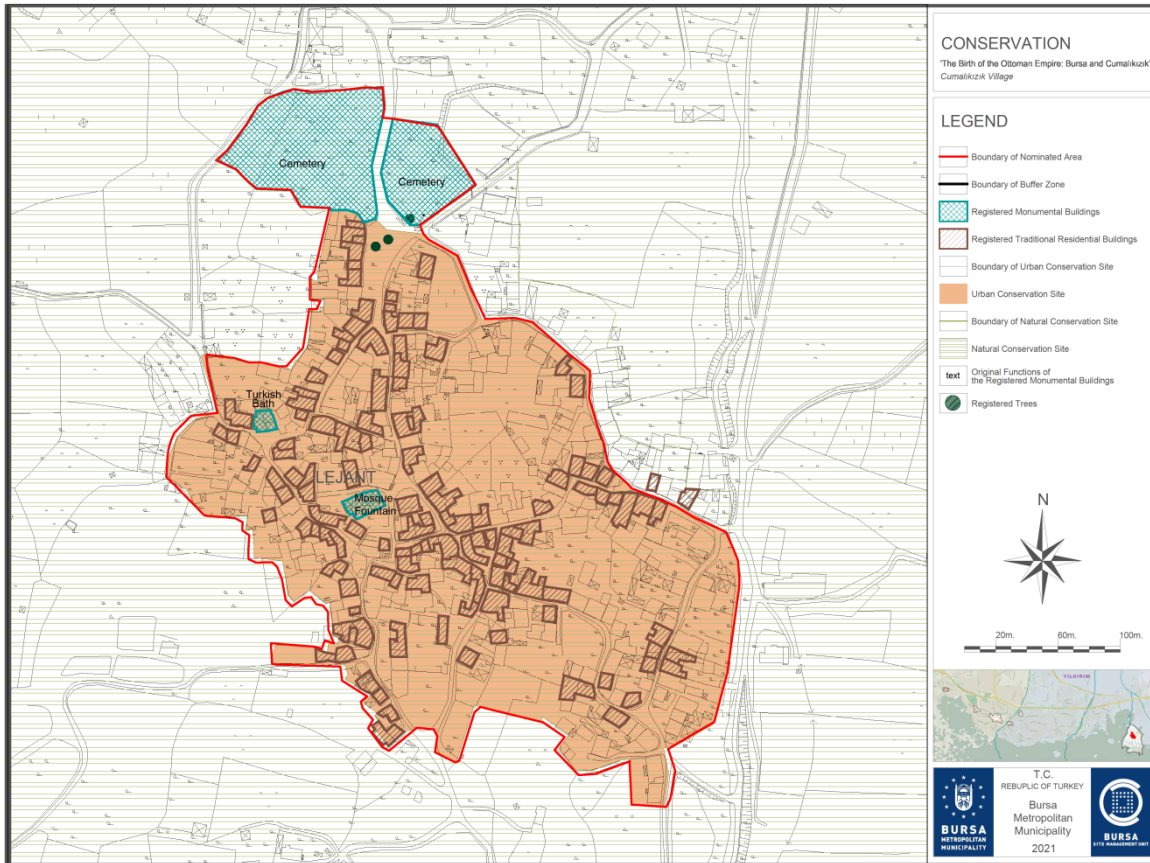 Cemetery
Cemetery
Turkish
Bath
LEJANT
Mosque
Fountain
CONSERVATION
'The Birth of the Ottoman Empire: Bursa and Cumalıkızık'
Cumalıkızık Village
LEGEND
Boundary of Nominated Area
Boundary of Buffer Zone
Registered Monumental Buildings
Registered Traditional Residential Buildings
Boundary of Urban Conservation Site
Urban Conservation Site
Boundary of Natural Conservation Site
Natural Conservation Site
text
Original Functions of
the Registered Monumental Buildings
Registered Trees
N
20m. 60m. 100m.
YILDIRIM
BURSA
METROPOLITAN
MUNICIPALITY
T.C.
REBUPLIC OF TURKEY
Bursa
Metropolitan
Municipality
2021
BURSA
SITE MANAGEMENT UNIT